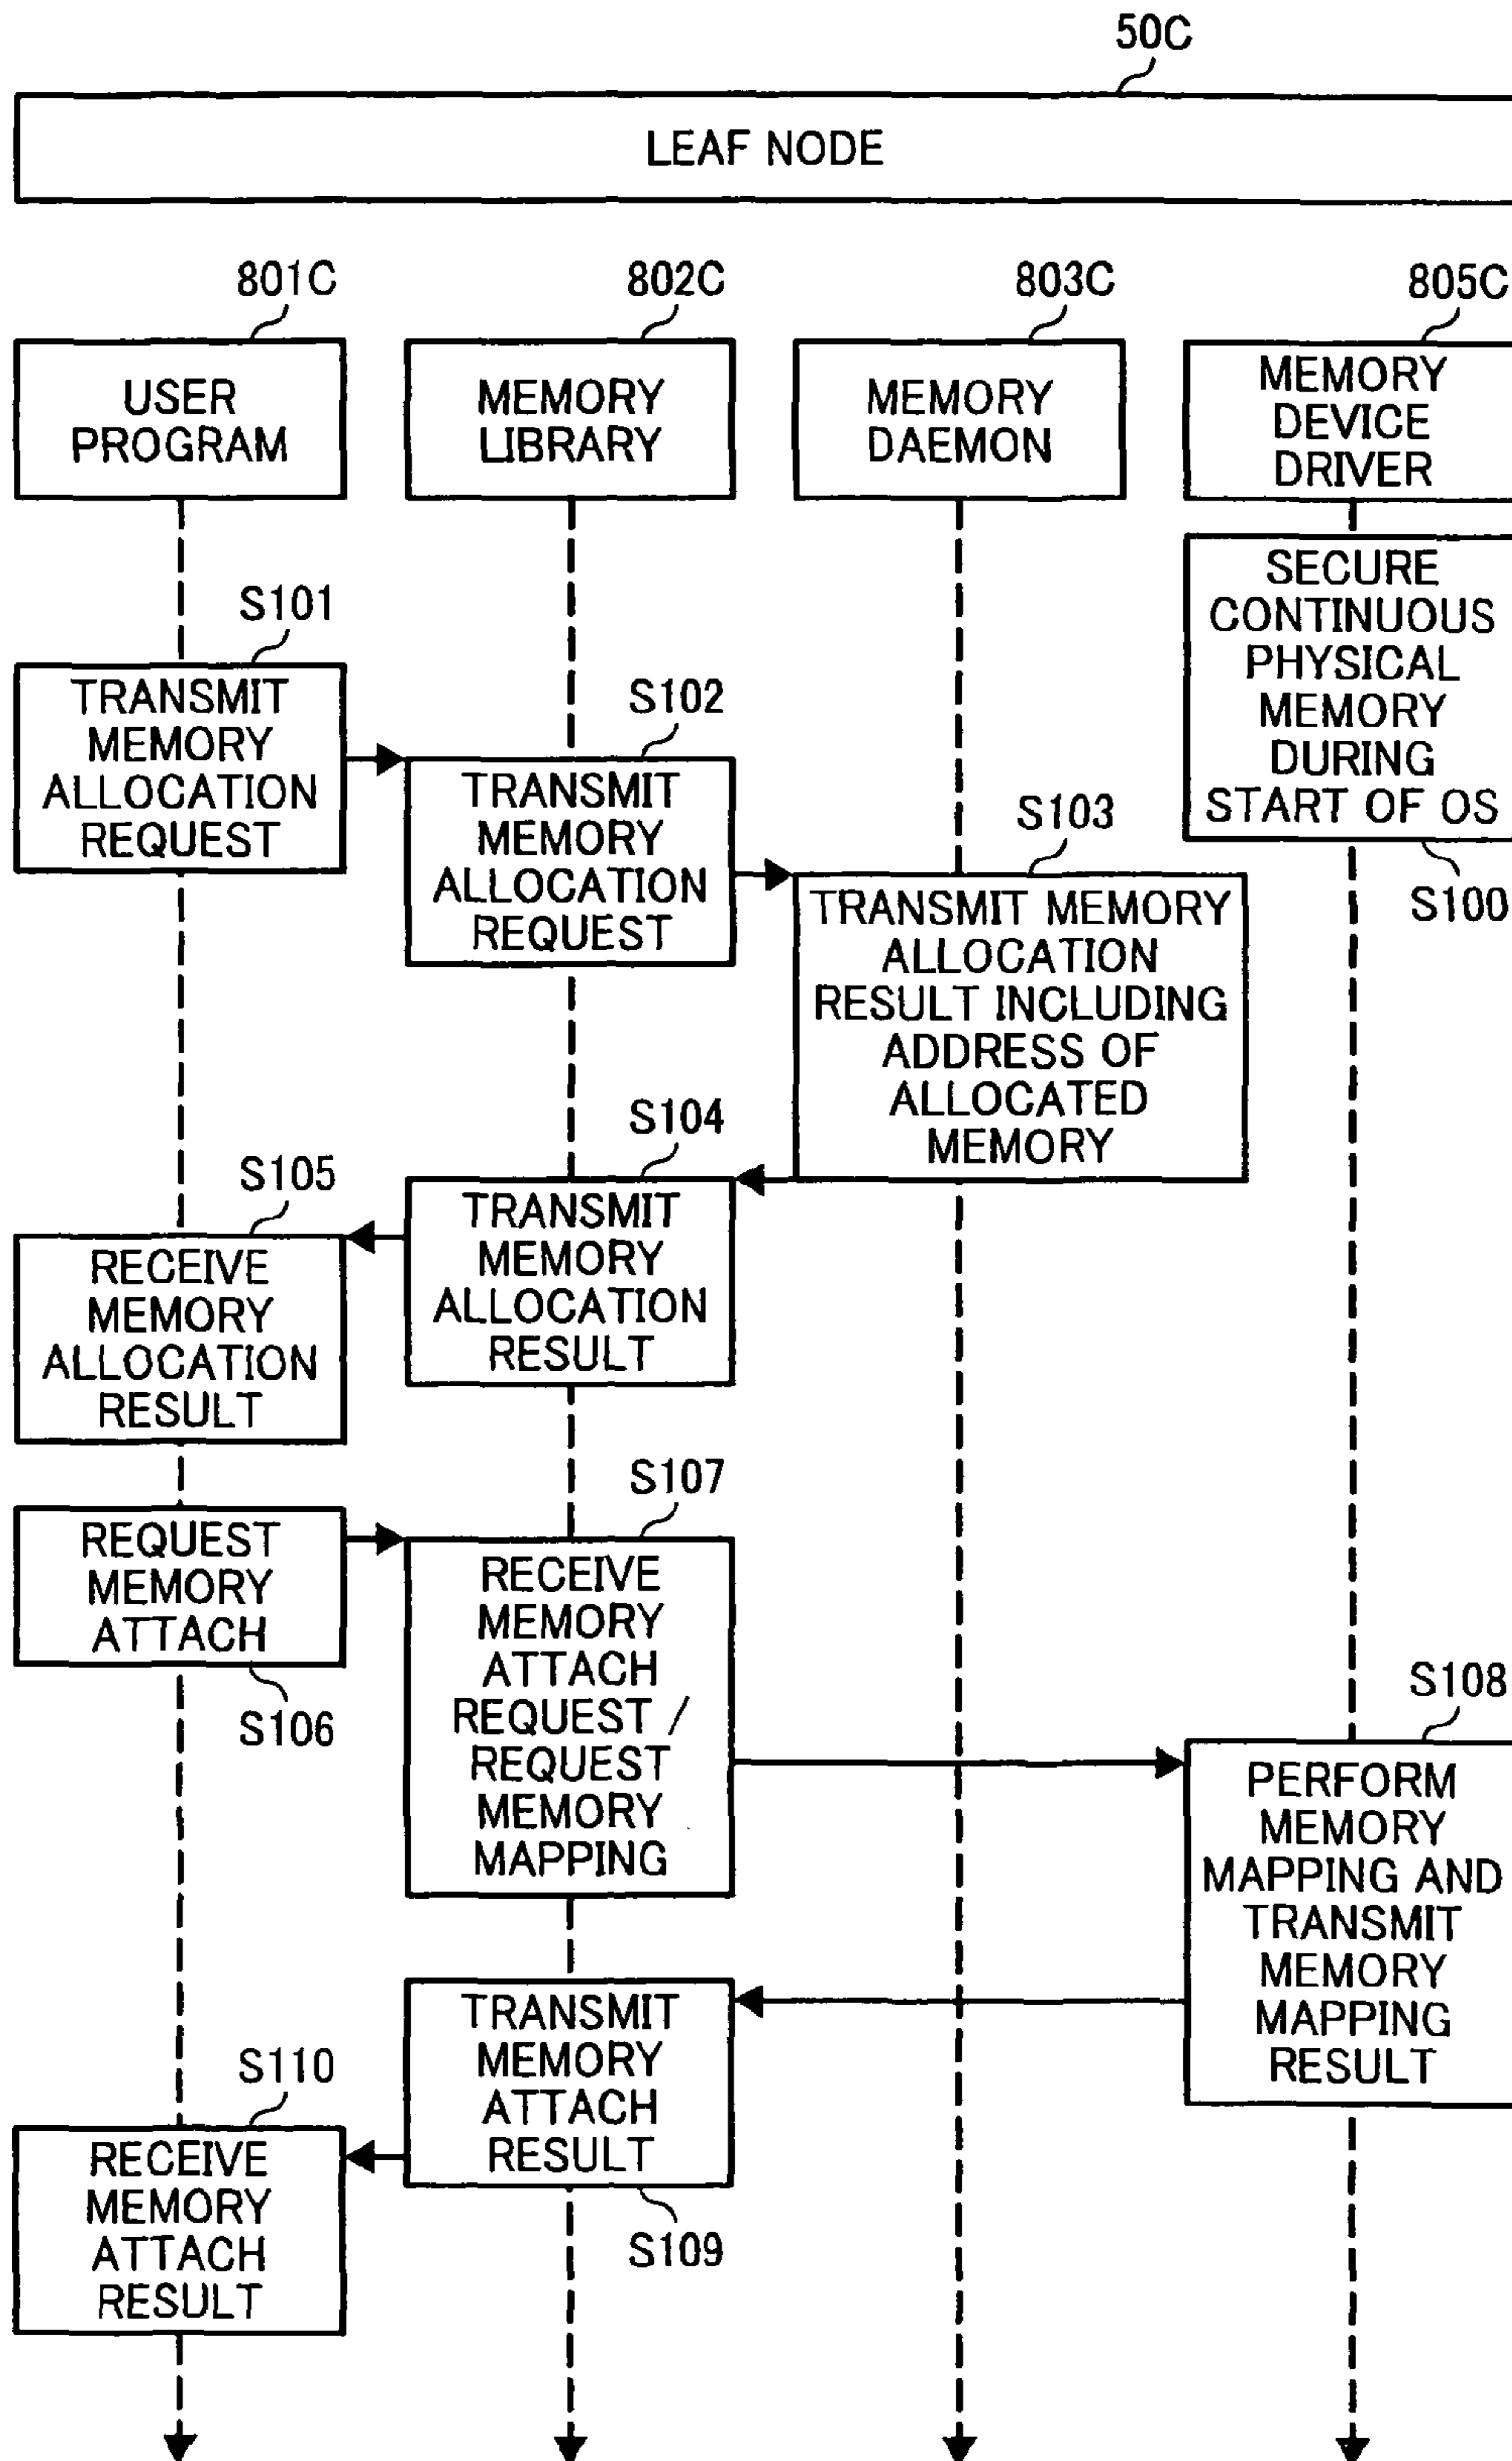 50C
LEAF NODE
801C
802C
803C
805C
USER
PROGRAM
MEMORY
LIBRARY
MEMORY
DAEMON
MEMORY
DEVICE
DRIVER
SECURE
CONTINUOUS
PHYSICAL
MEMORY
DURING
START OF OS
S100
S101
TRANSMIT
MEMORY
ALLOCATION
REQUEST
S102
TRANSMIT
MEMORY
ALLOCATION
REQUEST
S103
TRANSMIT MEMORY
ALLOCATION
RESULT INCLUDING
ADDRESS OF
ALLOCATED
MEMORY
S104
TRANSMIT
MEMORY
ALLOCATION
RESULT
S105
RECEIVE
MEMORY
ALLOCATION
RESULT
REQUEST
MEMORY
ATTACH
S106
S107
RECEIVE
MEMORY
ATTACH
REQUEST /
REQUEST
MEMORY
MAPPING
S108
PERFORM
MEMORY
MAPPING AND
TRANSMIT
MEMORY
MAPPING
RESULT
TRANSMIT
MEMORY
ATTACH
RESULT
S109
S110
RECEIVE
MEMORY
ATTACH
RESULT